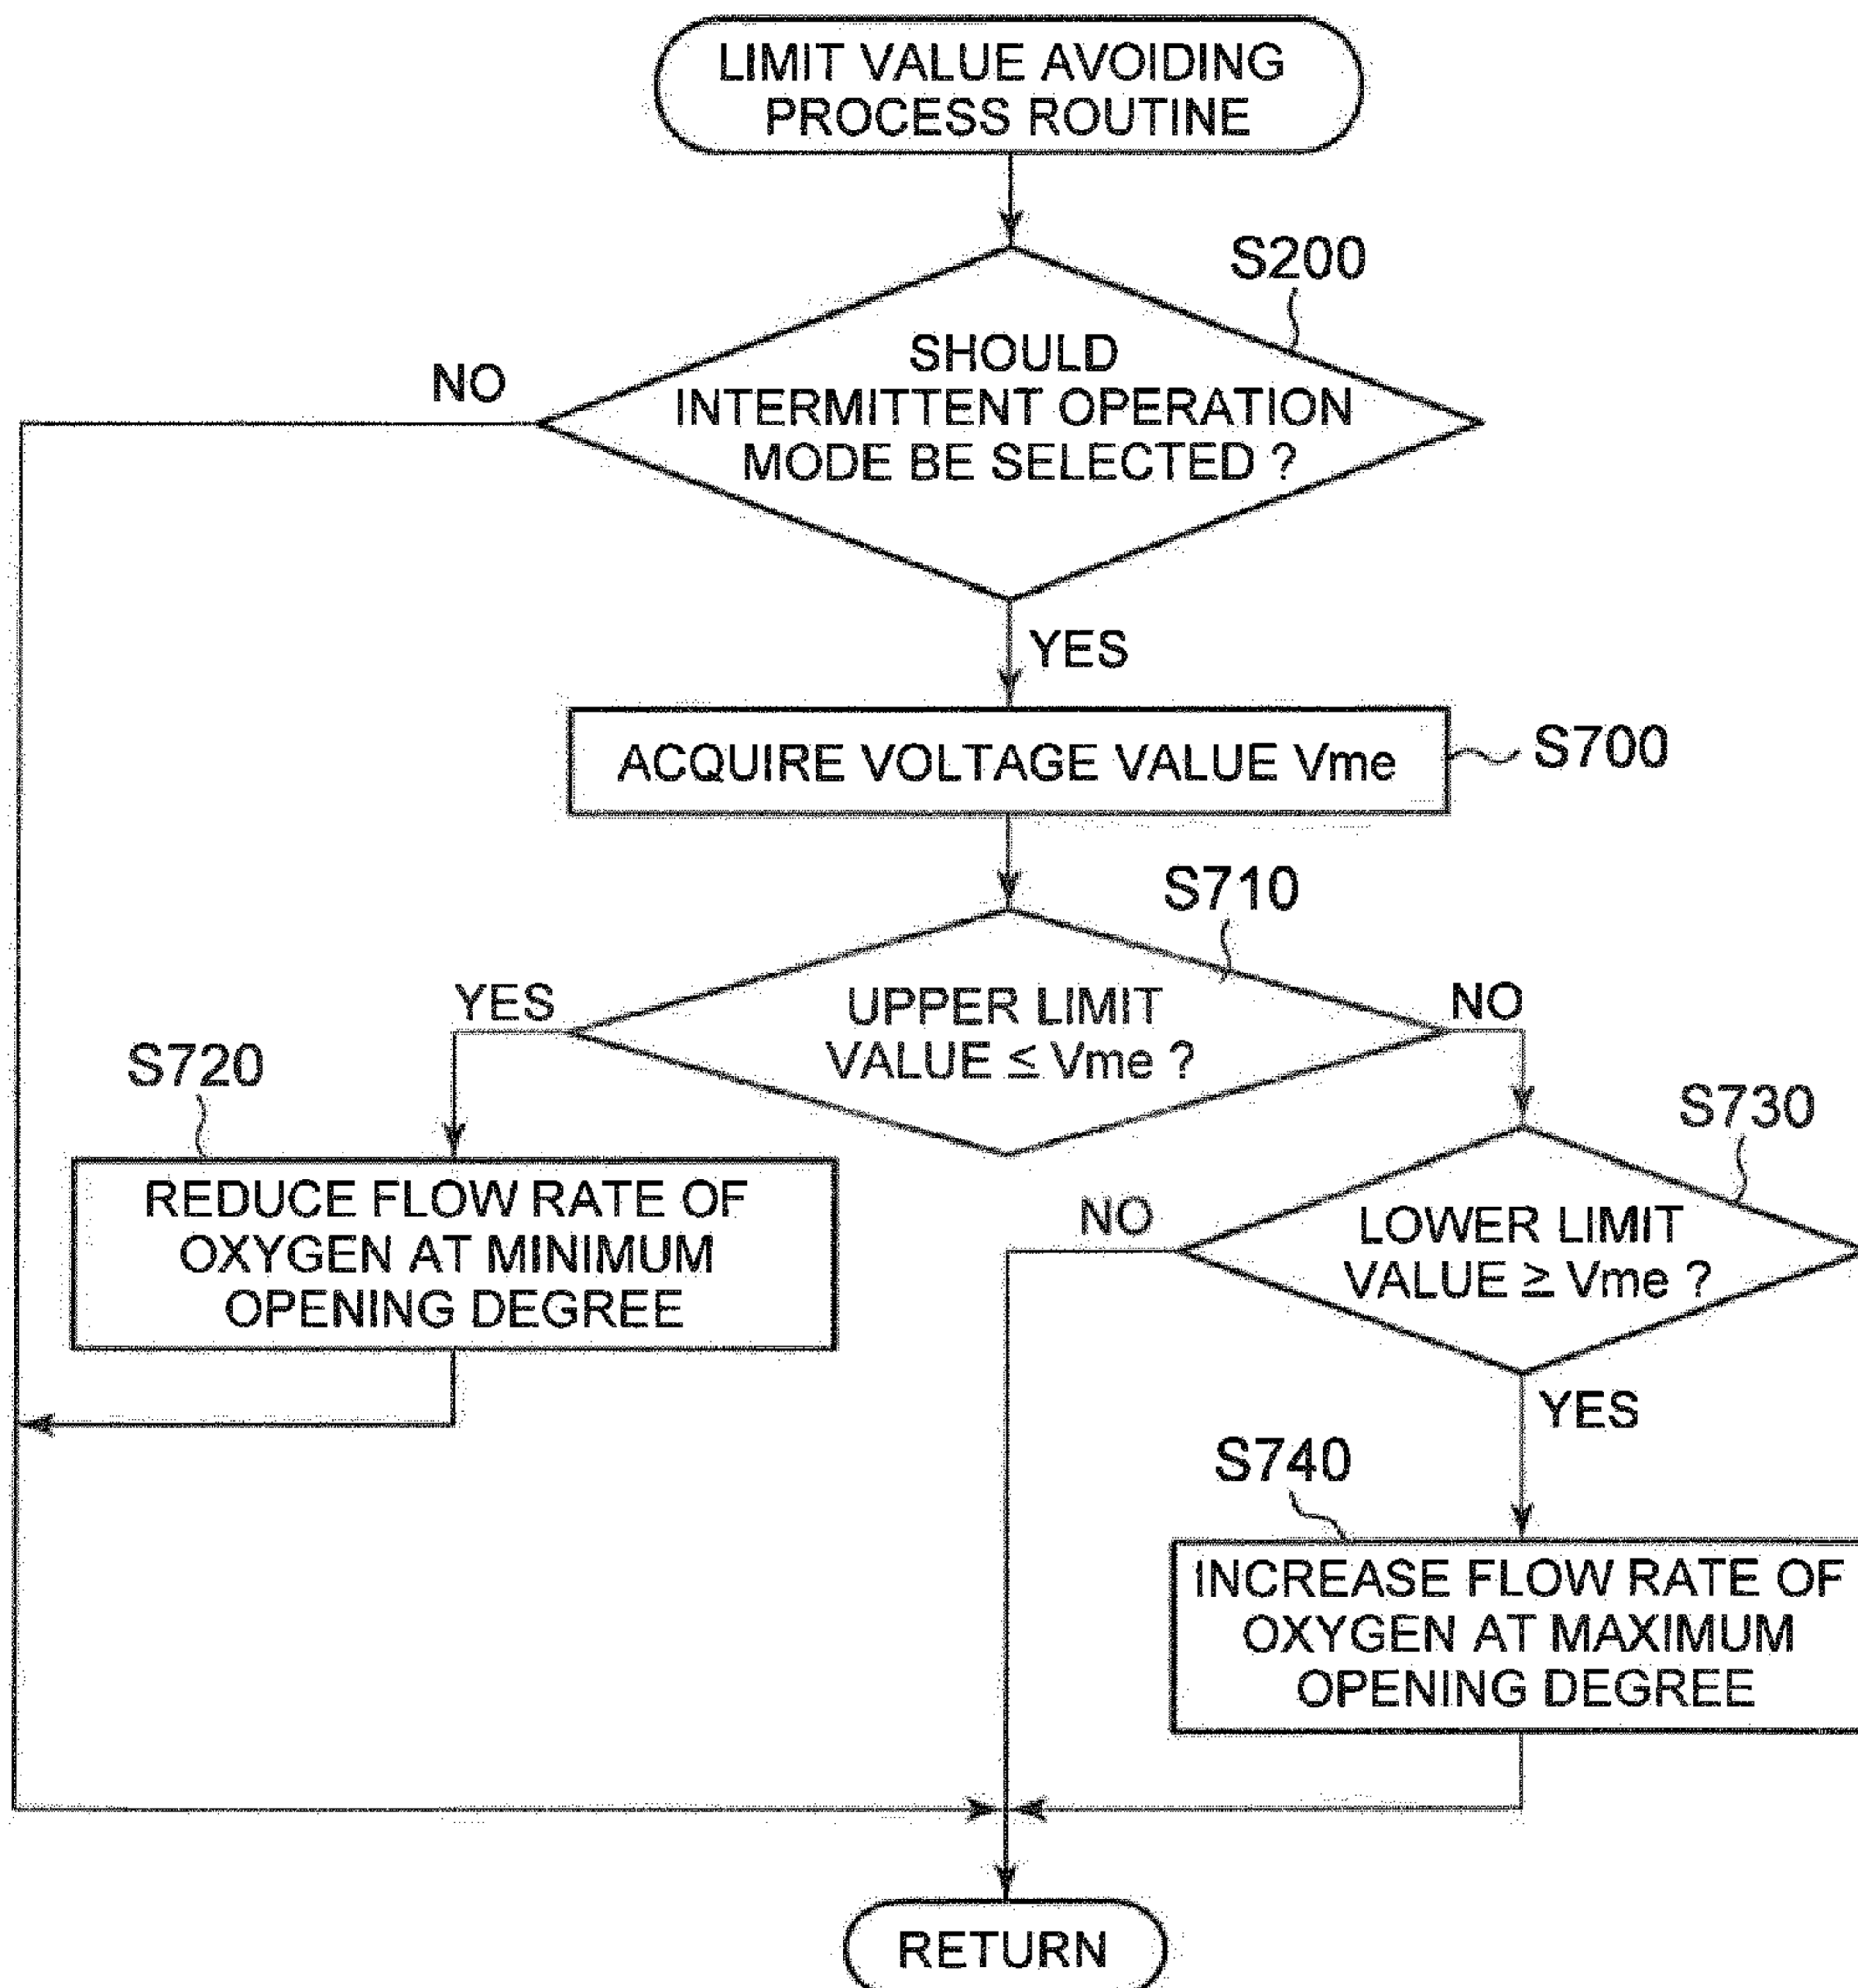 LIMIT VALUE AVOIDING
PROCESS ROUTINE
S200
SHOULD
INTERMITTENT OPERATION
MODE BE SELECTED ?
NO
YES
ACQUIRE VOLTAGE VALUE Vme
S700
S710
UPPER LIMIT
VALUE ≤ Vme ?
YES
NO
S720
REDUCE FLOW RATE OF
OXYGEN AT MINIMUM
OPENING DEGREE
S730
LOWER LIMIT
VALUE ≥ Vme ?
NO
YES
S740
INCREASE FLOW RATE OF
OXYGEN AT MAXIMUM
OPENING DEGREE
RETURN